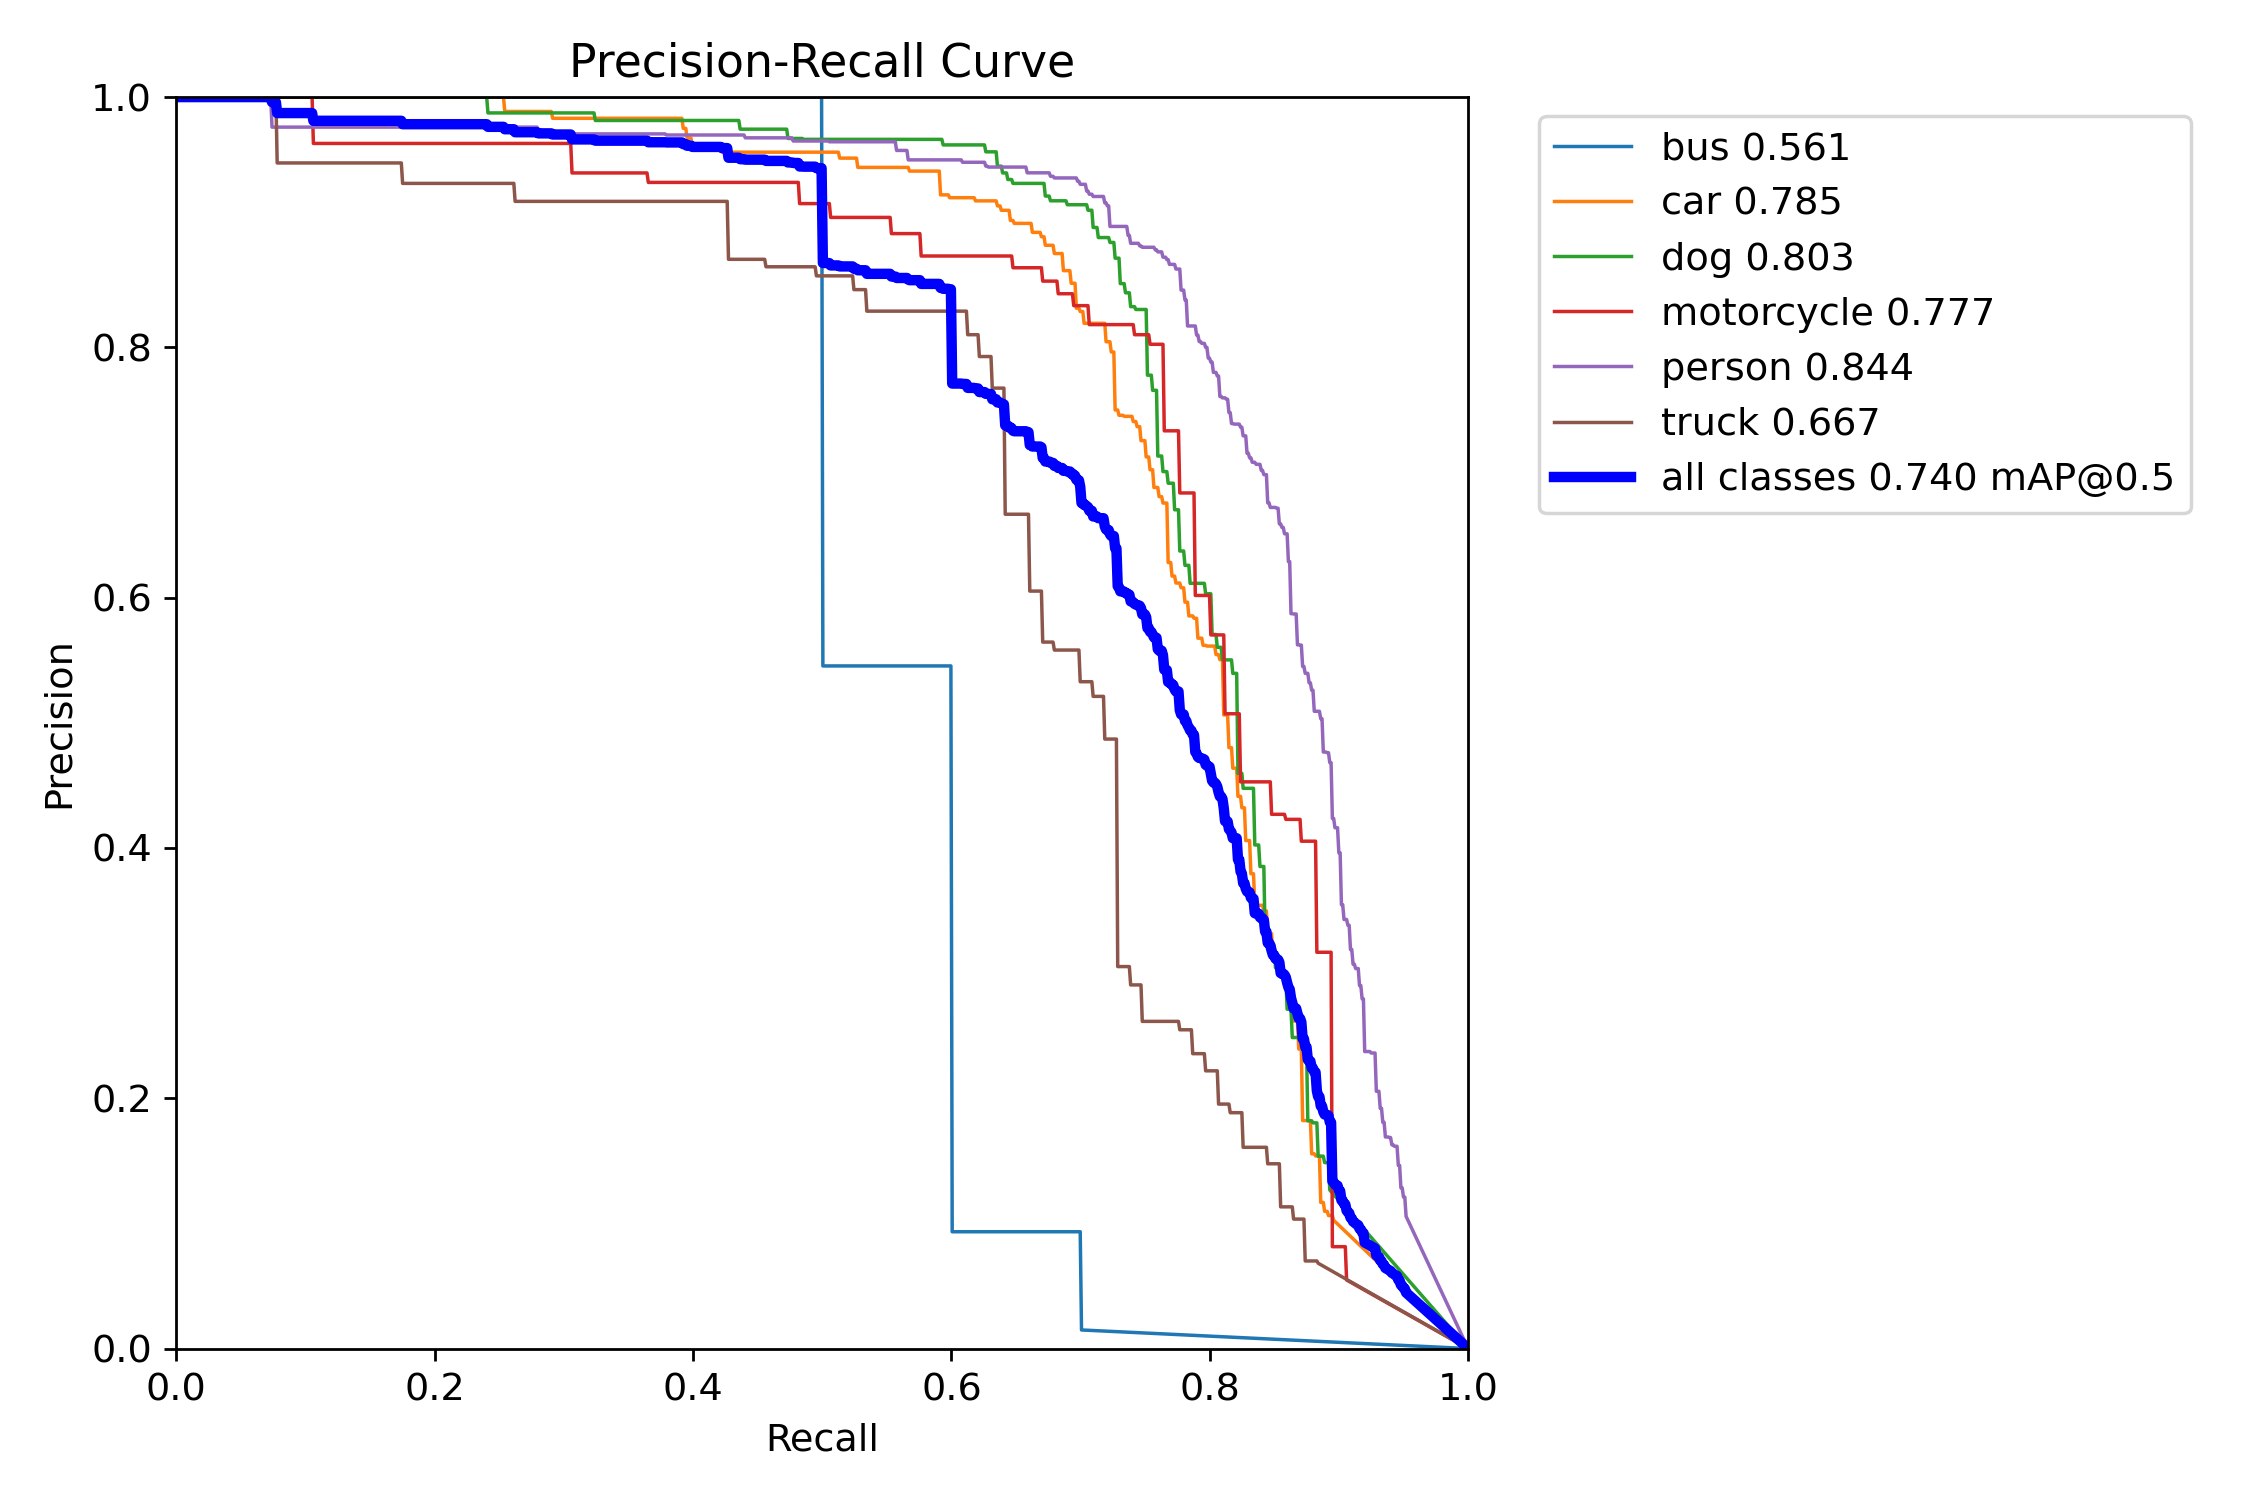 Precision-Recall Curve
1.0
0.8
0.6
0.4
0.2
0.0
Precision
0.0 0.2 0.4 0.6 0.8 1.0
Recall
bus 0.561
car 0.785
dog 0.803
motorcycle 0.777
person 0.844
truck 0.667
all classes 0.740 mAP@0.5